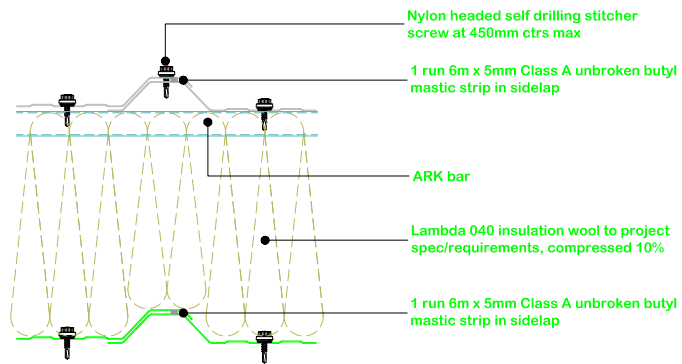 Nylon headed self drilling stitcher
screw at 450mm ctrs max
1 run 6m x 5mm Class A unbroken butyl
mastic strip in sidelap
ARK bar
Lambda 040 insulation wool to project
spec/requirements, compressed 10%
1 run 6m x 5mm Class A unbroken butyl
mastic strip in sidelap